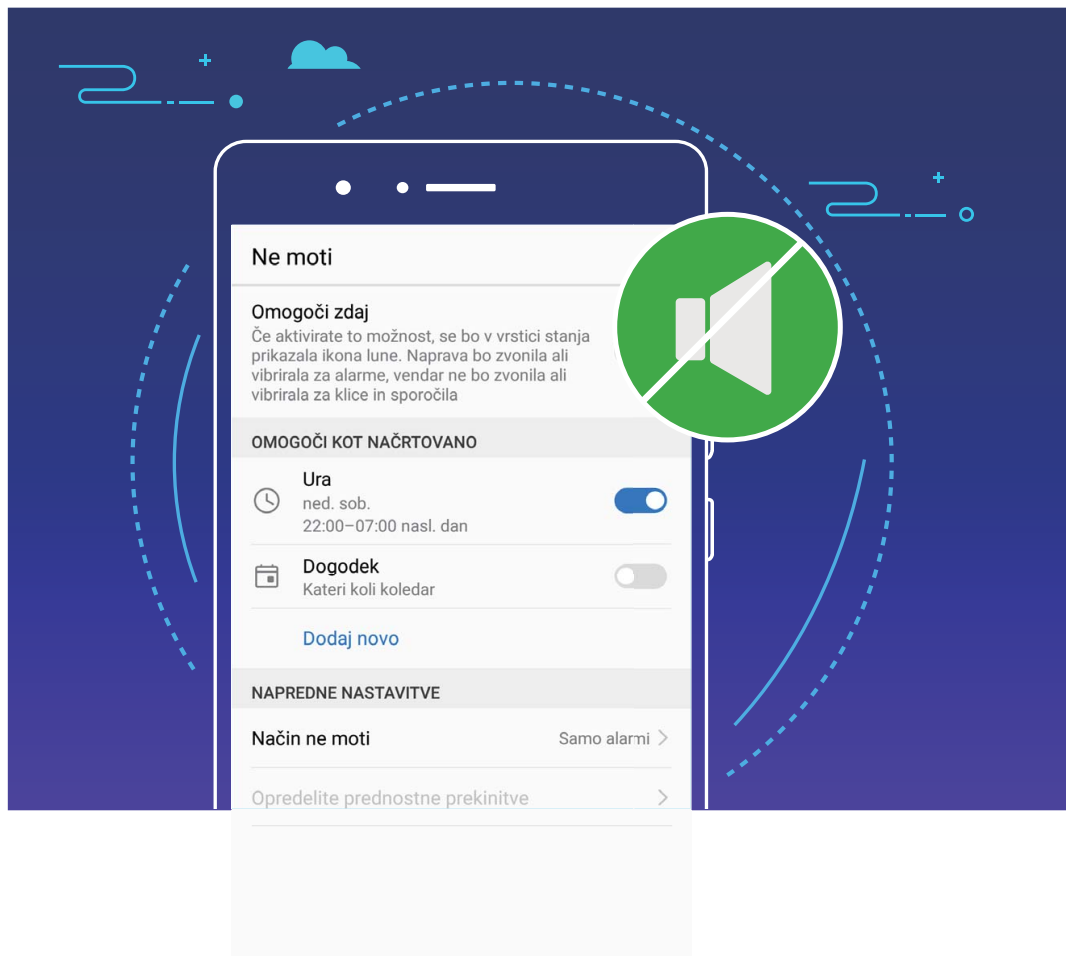 Ne moti
Omogoči zdaj
Če aktivirate to možnost, se bo v vrstici stanja
prikazala ikona lune. Naprava bo zvonila ali
vibrirala za alarme, vendar ne bo zvonila ali
vibrirala za klice in sporočila
OMOGOČI KOT NAČRTOVANO
Ura
ned. sob.
22:00–07:00 nasl. dan
Dogodek
Kateri koli koledar
Dodaj novo
NAPREDNE NASTAVITVE
Način ne moti Samo alarmi
Opredelite prednostne prekinitve